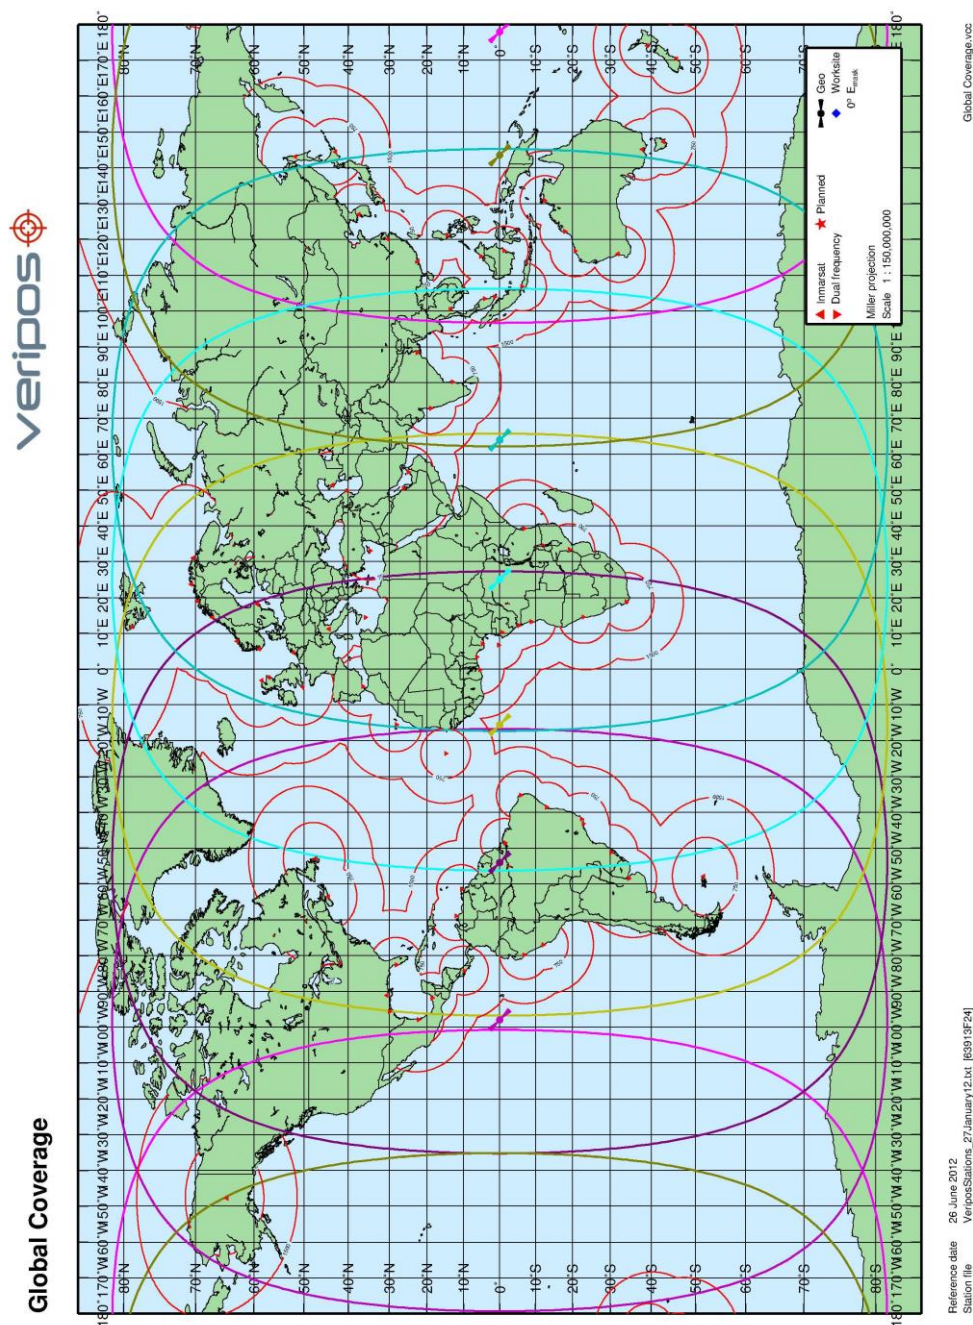 Global Coverage
veripos
180°
170°W
160°W
150°W
140°W
130°W
120°W
110°W
100°W
90°W
80°W
70°W
60°W
50°W
40°W
30°W
20°W
10°W
0°
10°E
20°E
30°E
40°E
50°E
60°E
70°E
80°E
90°E
100°E
110°E
120°E
130°E
140°E
150°E
160°E
170°E
180°
80°N
70°N
60°N
50°N
40°N
30°N
20°N
10°N
0°
10°S
20°S
30°S
40°S
50°S
60°S
70°S
80°S
750
1500
Inmarsat
Planned
Geo
Dual frequency
Worksite
0° Emask
Miller projection
Scale 1 : 150,000,000
Reference date 26 June 2012
Station file VeriposStations_27January12.txt [63913F24]
Global Coverage.vcc